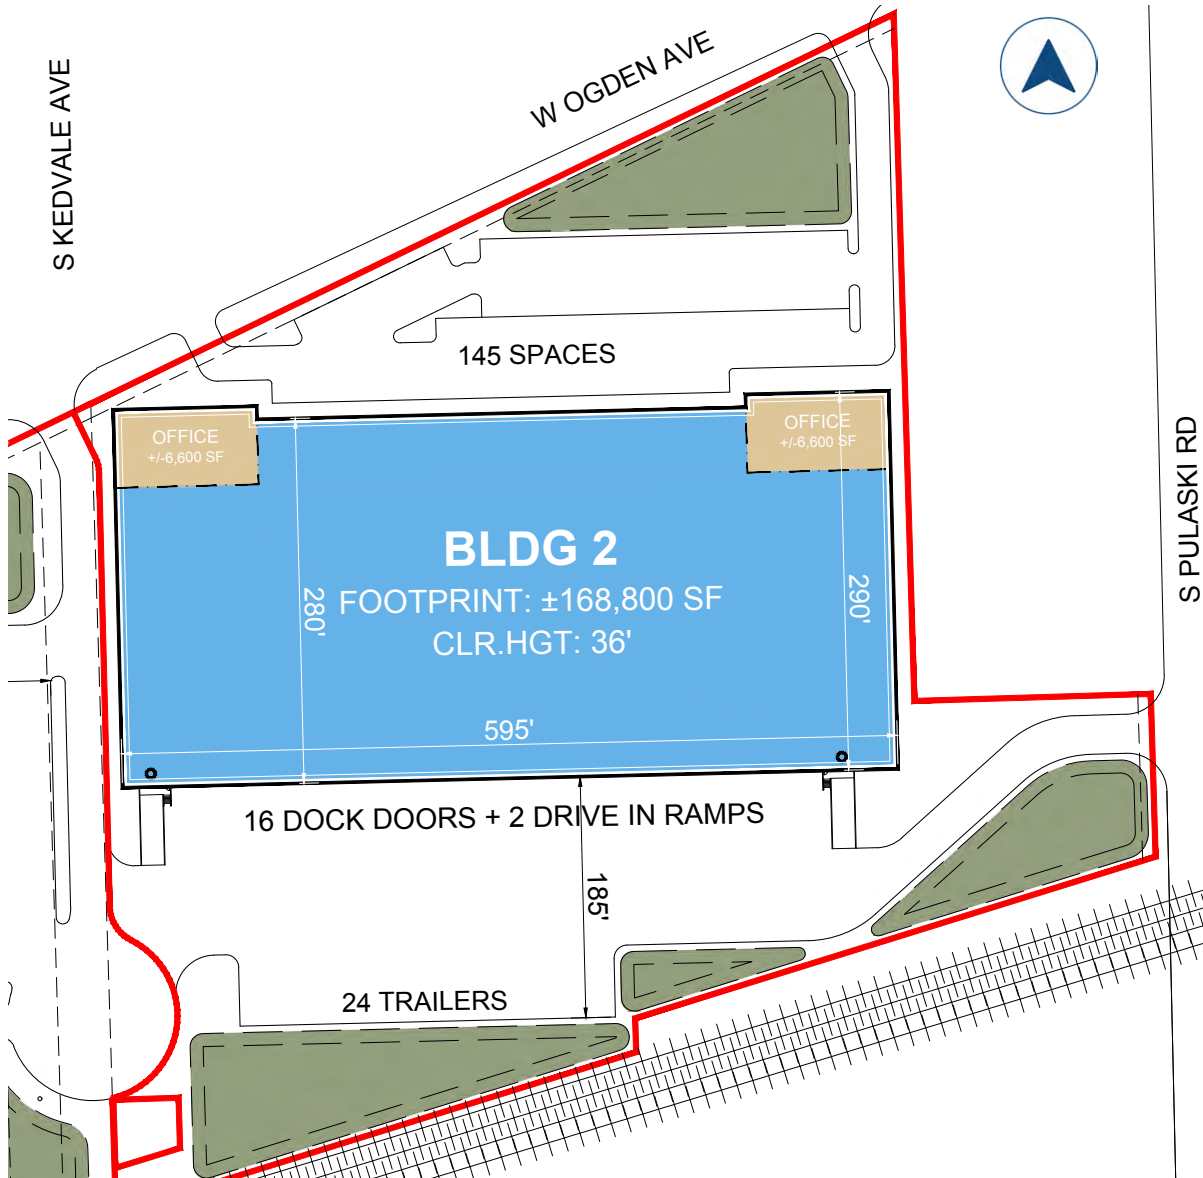 S KEDVALE AVE
W OGDEN AVE
145 SPACES
OFFICE
+/-6,600 SF
OFFICE
+/-6,600 SF
S PULASKI RD
BLDG 2
FOOTPRINT: ±168,800 SF
CLR.HGT: 36'
280'
290'
595'
16 DOCK DOORS + 2 DRIVE IN RAMPS
185'
24 TRAILERS